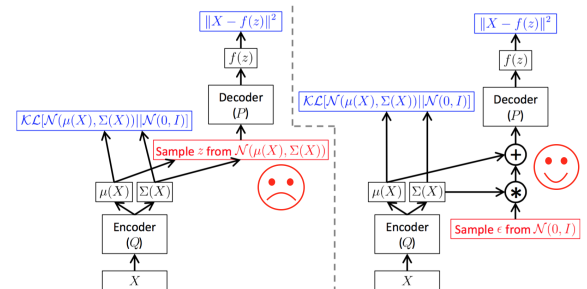 ‖X − f(z)‖²
f(z)
Decoder
(P)
𝒦ℒ[𝒩(μ(X), Σ(X))||𝒩(0, I)]
Sample z from 𝒩(μ(X), Σ(X))
μ(X)
Σ(X)
Encoder
(Q)
X
‖X − f(z)‖²
f(z)
Decoder
(P)
𝒦ℒ[𝒩(μ(X), Σ(X))||𝒩(0, I)]
+
μ(X)
Σ(X)
*
Encoder
(Q)
Sample ϵ from 𝒩(0, I)
X